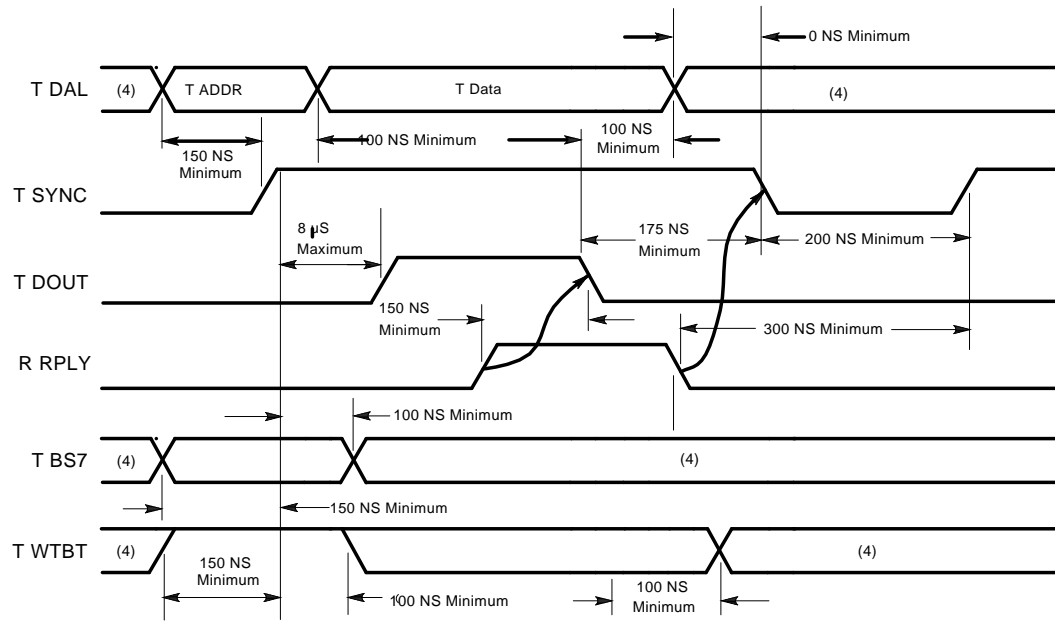 0 NS Minimum
T DAL
(4)
T ADDR
T Data
(4)
150 NS
Minimum
100 NS Minimum
100 NS
Minimum
T SYNC
8 µS
Maximum
175 NS
Minimum
200 NS Minimum
T DOUT
150 NS
Minimum
300 NS Minimum
R RPLY
100 NS Minimum
T BS7
(4)
(4)
150 NS Minimum
T WTBT
(4)
(4)
150 NS
Minimum
100 NS Minimum
100 NS
Minimum